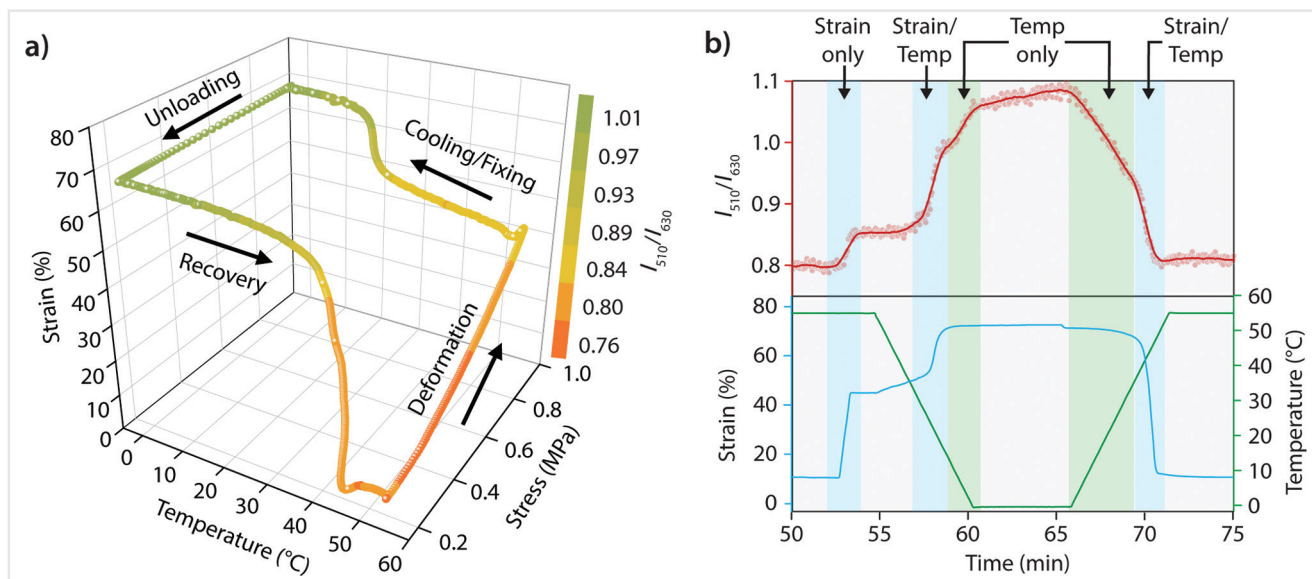 a)
Unloading
Cooling/Fixing
Recovery
Deformation
Strain (%)
80
70
60
50
40
30
20
10
0
Temperature (°C)
0
10
20
30
40
50
60
Stress (MPa)
0.2
0.4
0.6
0.8
1.0
1.01
0.97
0.93
0.89
0.84
0.80
0.76
I510/I630
b)
Strain only
Strain/Temp
Temp only
Strain/Temp
I510/I630
1.1
1.0
0.9
0.8
Strain (%)
80
60
40
20
0
Temperature (°C)
60
50
40
30
20
10
0
50
55
60
65
70
75
Time (min)